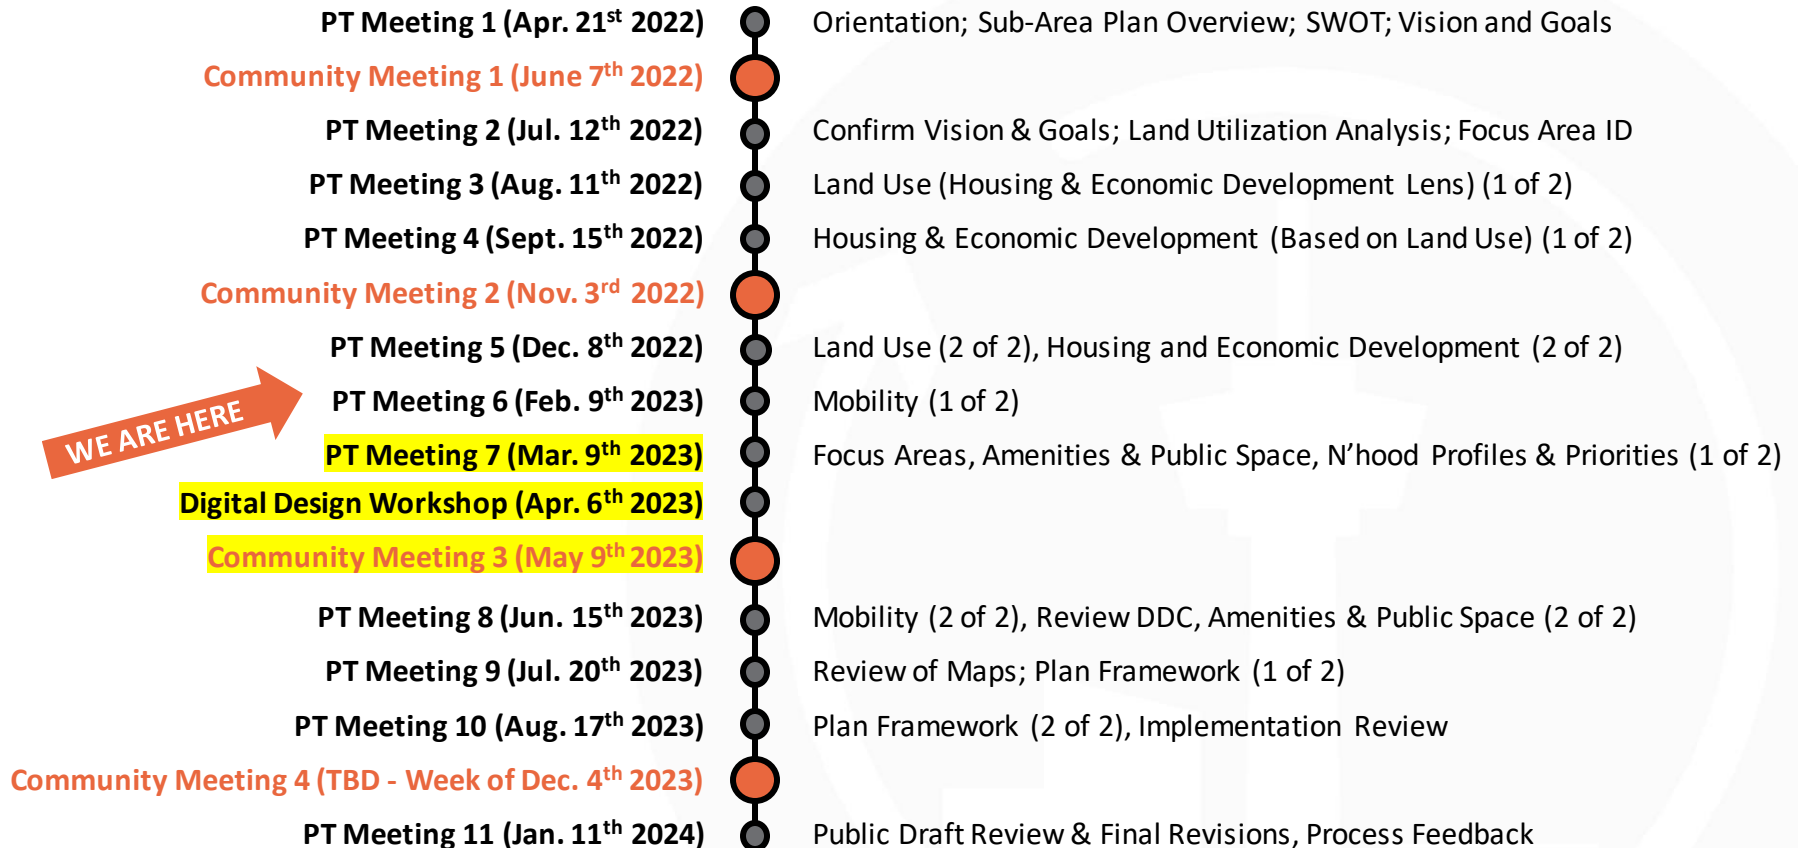 PT Meeting 1 (Apr. 21st 2022) Orientation; Sub-Area Plan Overview; SWOT; Vision and Goals
Community Meeting 1 (June 7th 2022)
PT Meeting 2 (Jul. 12th 2022) Confirm Vision & Goals; Land Utilization Analysis; Focus Area ID
PT Meeting 3 (Aug. 11th 2022) Land Use (Housing & Economic Development Lens) (1 of 2)
PT Meeting 4 (Sept. 15th 2022) Housing & Economic Development (Based on Land Use) (1 of 2)
Community Meeting 2 (Nov. 3rd 2022)
PT Meeting 5 (Dec. 8th 2022) Land Use (2 of 2), Housing and Economic Development (2 of 2)
WE ARE HERE
PT Meeting 6 (Feb. 9th 2023) Mobility (1 of 2)
PT Meeting 7 (Mar. 9th 2023) Focus Areas, Amenities & Public Space, N'hood Profiles & Priorities (1 of 2)
Digital Design Workshop (Apr. 6th 2023)
Community Meeting 3 (May 9th 2023)
PT Meeting 8 (Jun. 15th 2023) Mobility (2 of 2), Review DDC, Amenities & Public Space (2 of 2)
PT Meeting 9 (Jul. 20th 2023) Review of Maps; Plan Framework (1 of 2)
PT Meeting 10 (Aug. 17th 2023) Plan Framework (2 of 2), Implementation Review
Community Meeting 4 (TBD - Week of Dec. 4th 2023)
PT Meeting 11 (Jan. 11th 2024) Public Draft Review & Final Revisions, Process Feedback